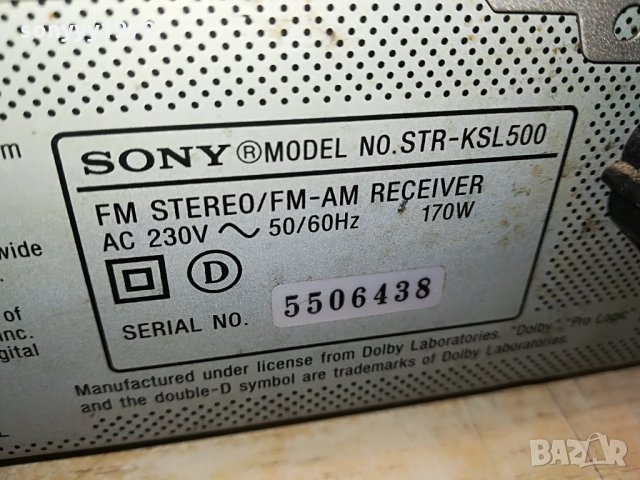 m
SONY® MODEL NO. STR-KSL500
FM STEREO/FM-AM RECEIVER
AC 230V ~ 50/60Hz 170W
D
SERIAL NO. 5506438
wide
of
Inc.
gital
Manufactured under license from Dolby Laboratories. "Dolby", "Pro Logic"
and the double-D symbol are trademarks of Dolby Laboratories.
BAZAR